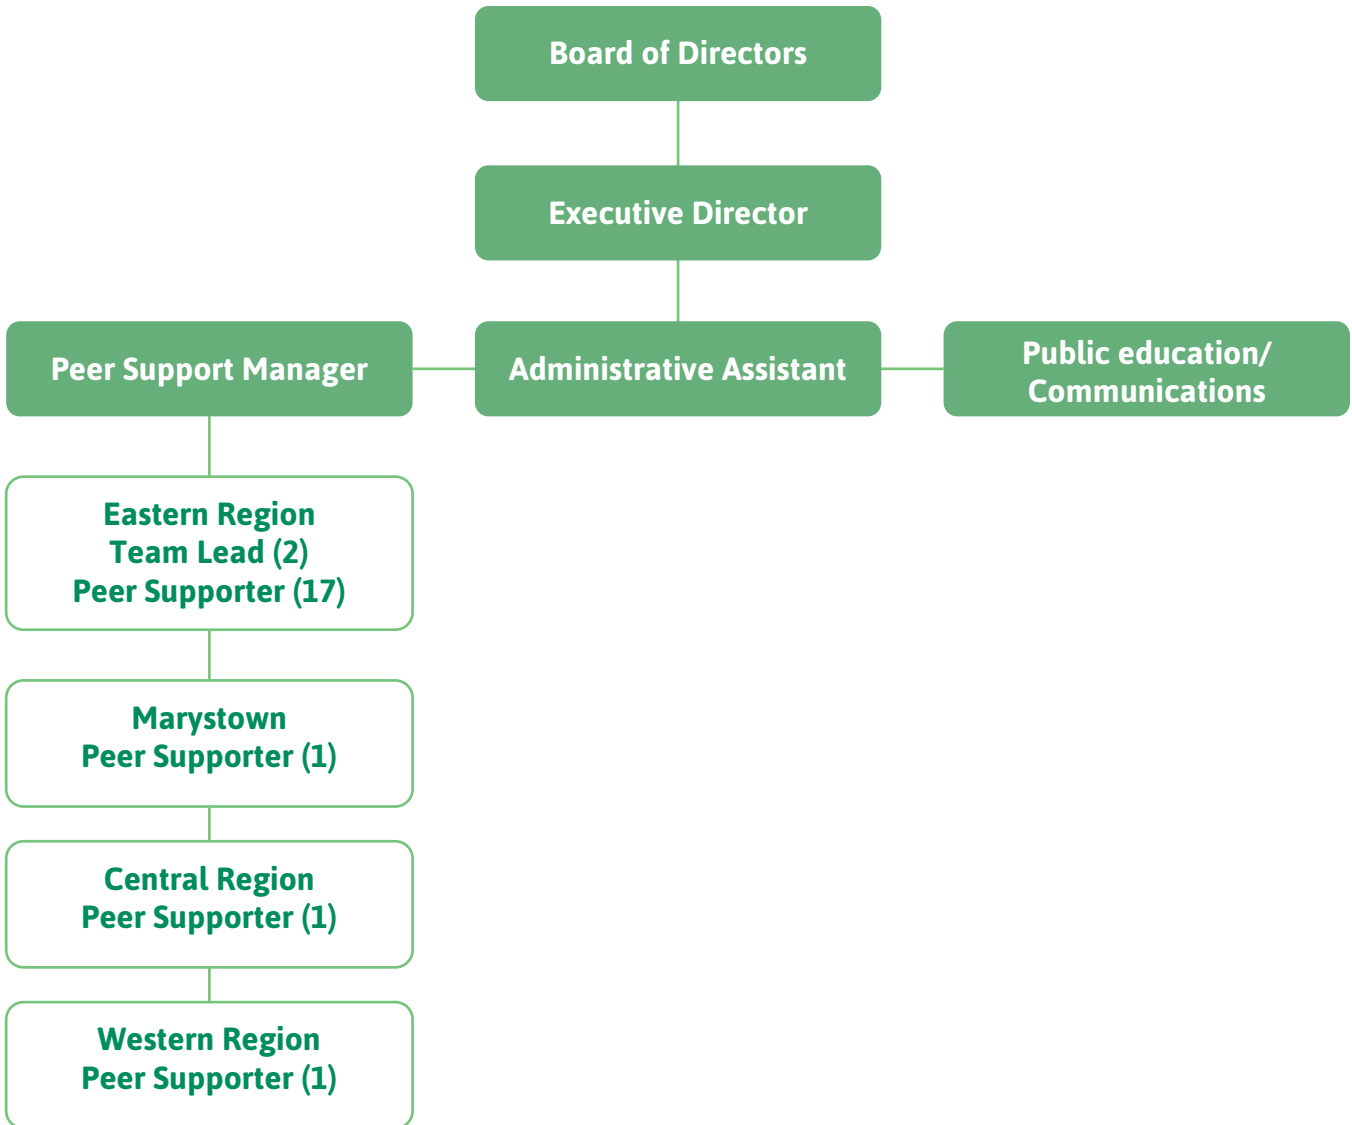 Board of Directors
Executive Director
Peer Support Manager
Administrative Assistant
Public education/
Communications
Eastern Region
Team Lead (2)
Peer Supporter (17)
Marystown
Peer Supporter (1)
Central Region
Peer Supporter (1)
Western Region
Peer Supporter (1)